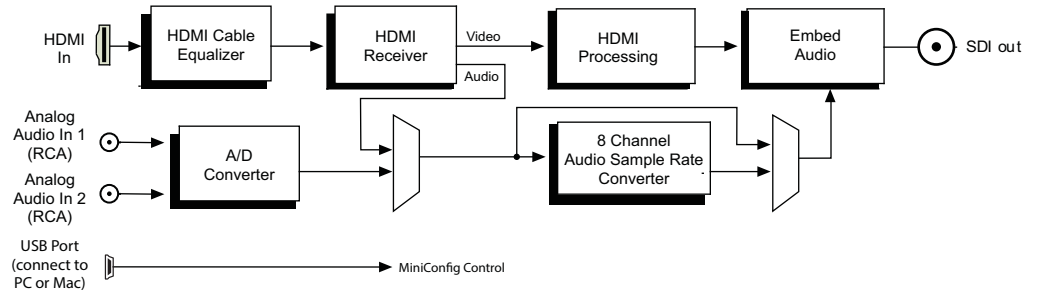 HDMI
In
HDMI Cable
Equalizer
HDMI
Receiver
Video
Audio
HDMI
Processing
Embed
Audio
SDI out
Analog
Audio In 1
(RCA)
Analog
Audio In 2
(RCA)
A/D
Converter
8 Channel
Audio Sample Rate
Converter
USB Port
(connect to
PC or Mac)
MiniConfig Control